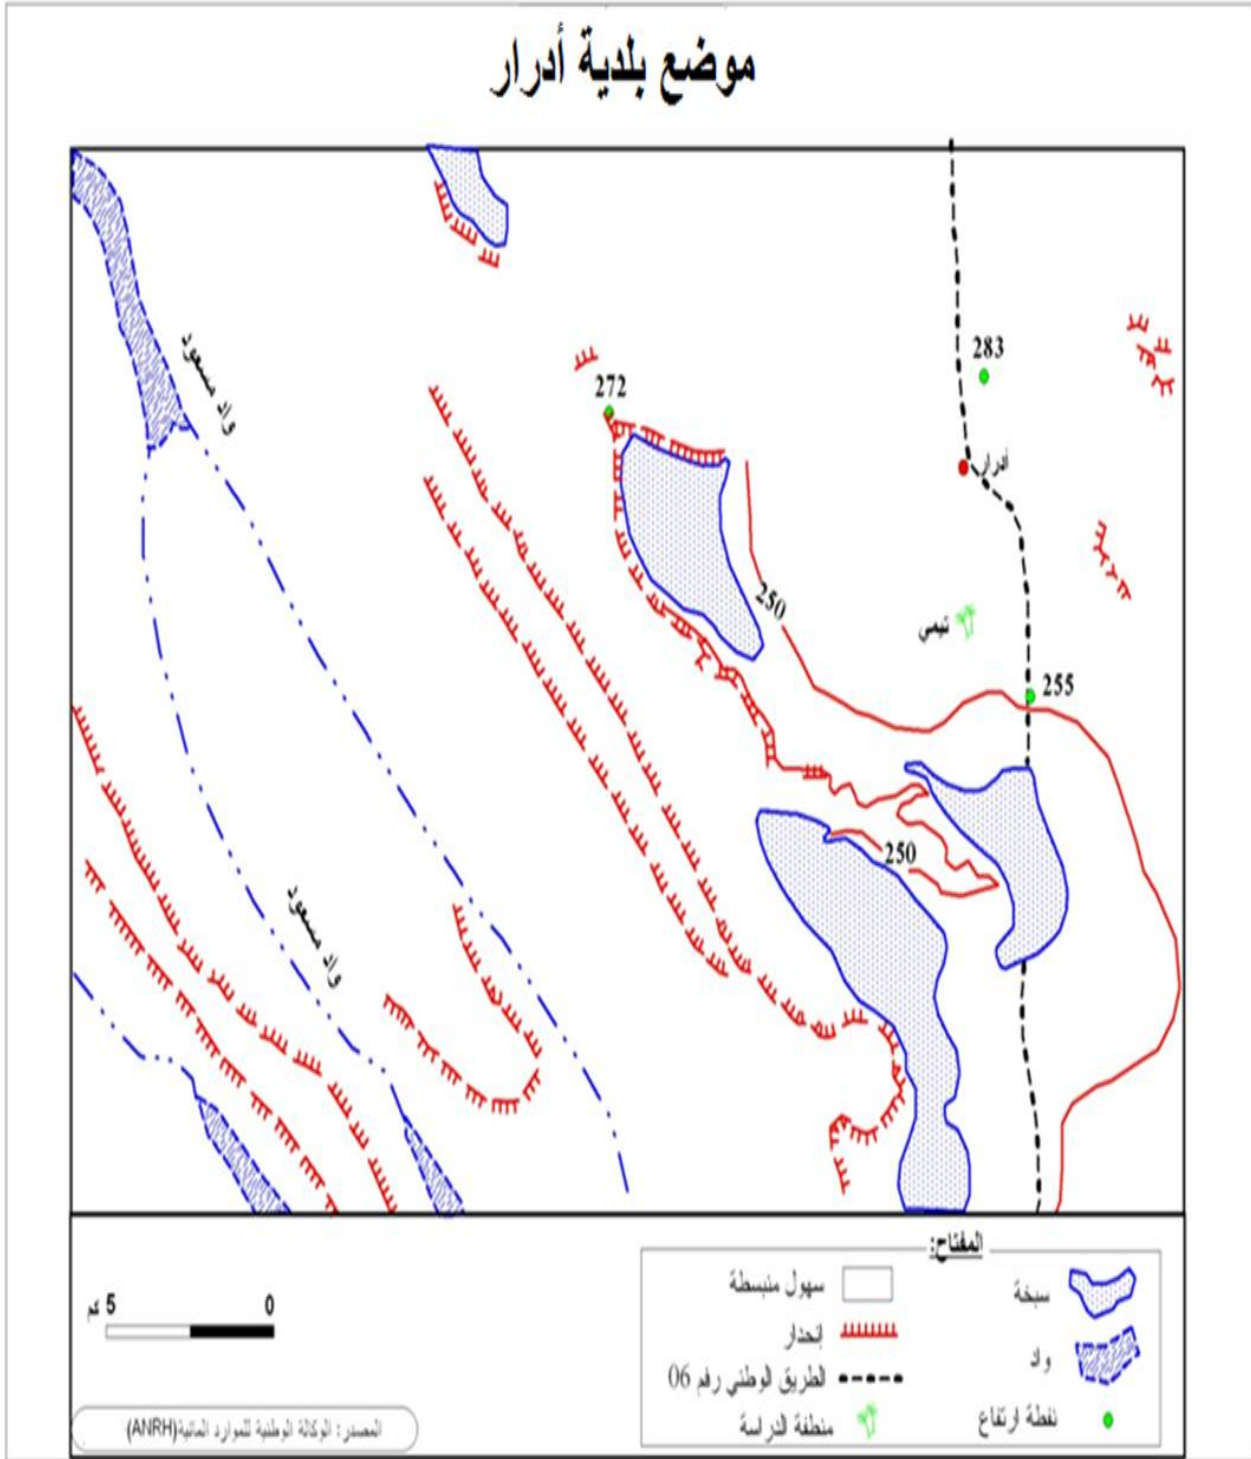 موضع بلدية أدرار
واد مسعود
283
272
أدرار
250
تيمي
255
250
واد مسعود
المفتاح:
سبخة
سهول منبسطة
واد
إنحدار
الطريق الوطني رقم 06
نقطة ارتفاع
منطقة الدراسة
0
5 كم
المصدر: الوكالة الوطنية للموارد المائية(ANRH)